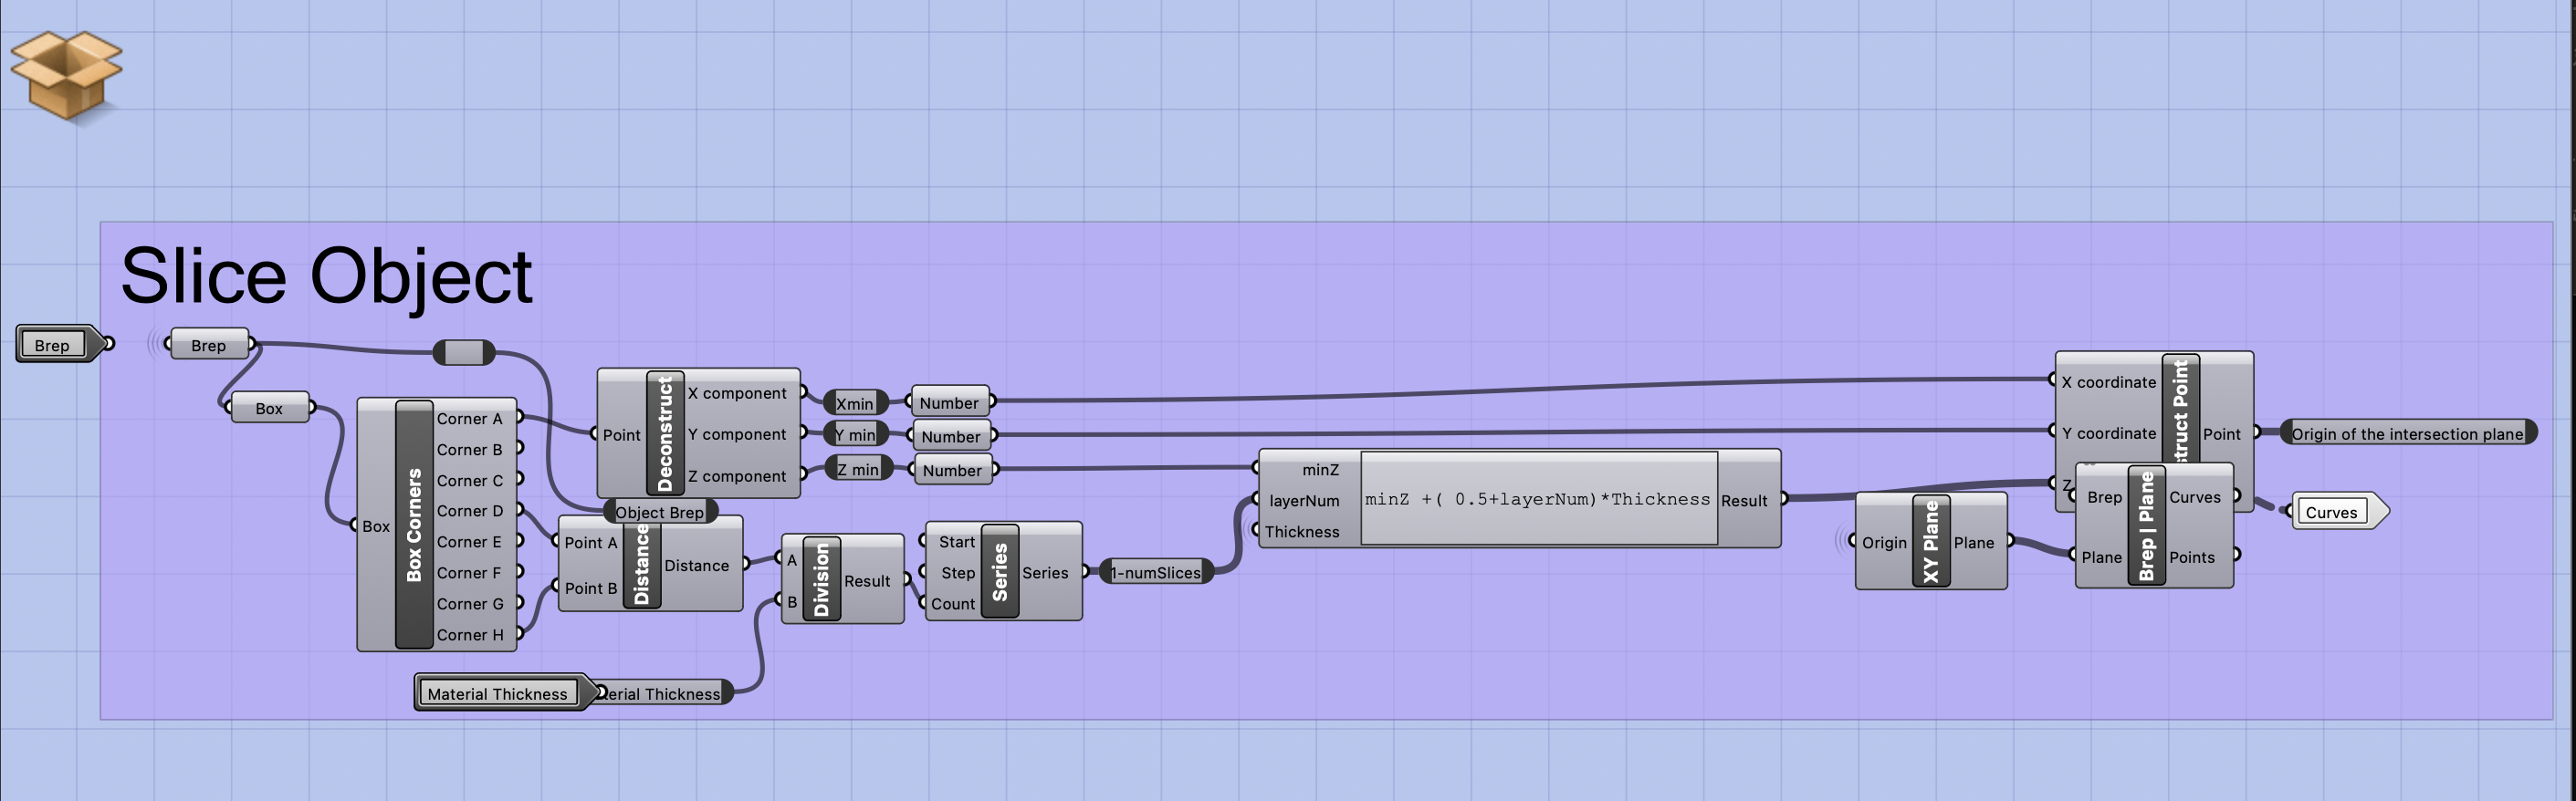 Slice Object
Brep
Brep
Box
Box
Box Corners
Corner A
Corner B
Corner C
Corner D
Corner E
Corner F
Corner G
Corner H
Point
Deconstruct
X component
Y component
Z component
Xmin
Y min
Z min
Number
Number
Number
Object Brep
Point A
Point B
Distance
Distance
Material Thickness
erial Thickness
A
B
Division
Result
Start
Step
Count
Series
Series
1-numSlices
minZ
layerNum
Thickness
minZ +( 0.5+layerNum)*Thickness
Result
Origin
XY Plane
Plane
X coordinate
Y coordinate
Z
struct Point
Point
Origin of the intersection plane
Brep
Plane
Brep | Plane
Curves
Points
Curves